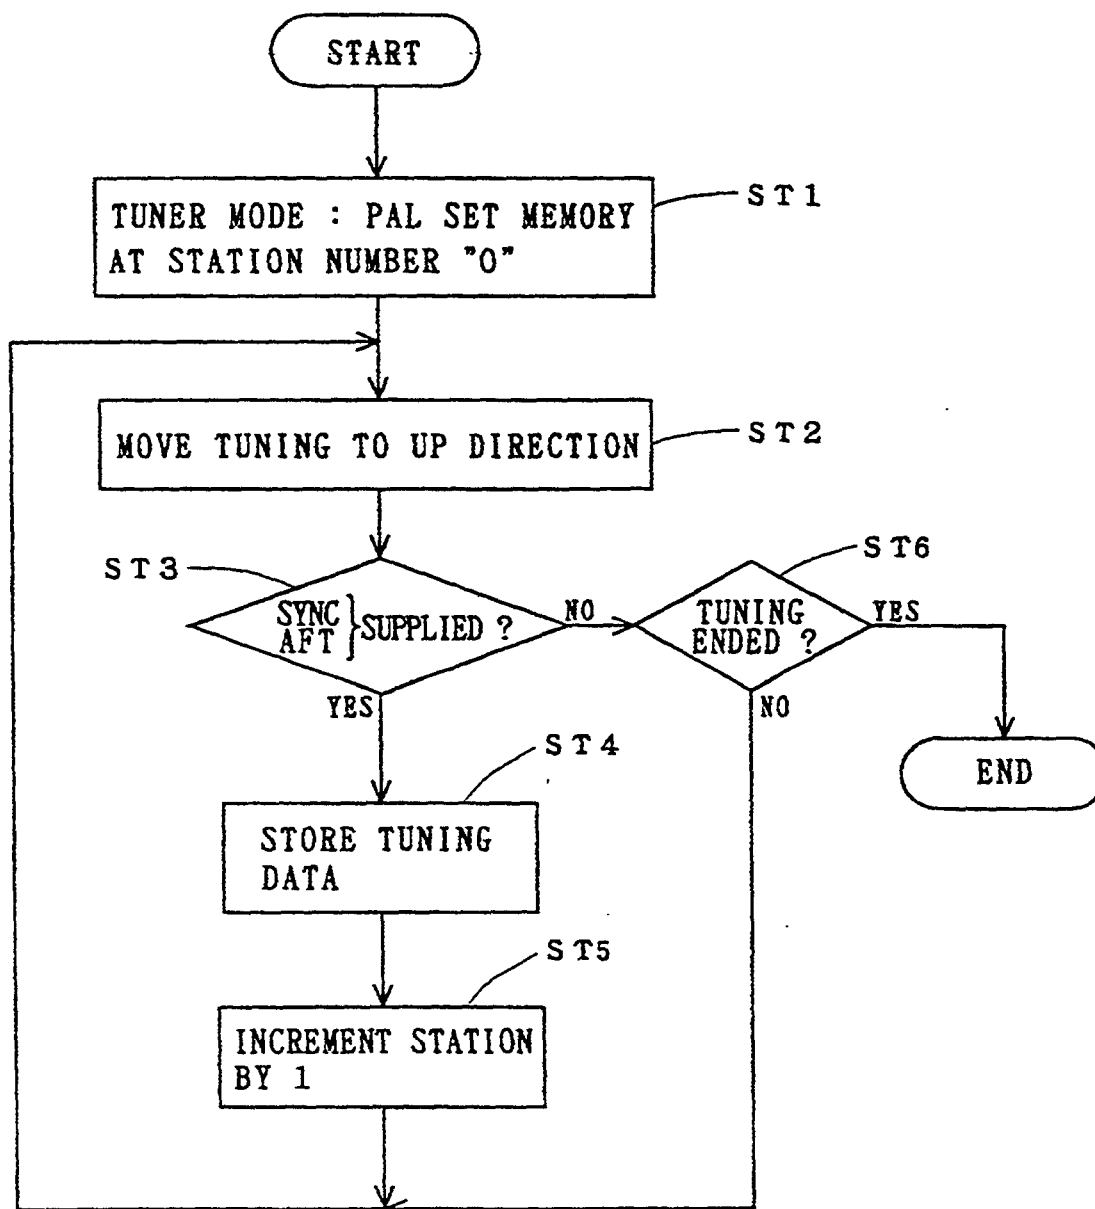 START
TUNER MODE : PAL SET MEMORY
AT STATION NUMBER "0"
ST1
MOVE TUNING TO UP DIRECTION
ST2
ST3
SYNC
AFT
SUPPLIED ?
NO
YES
ST6
TUNING
ENDED ?
YES
NO
END
ST4
STORE TUNING
DATA
ST5
INCREMENT STATION
BY 1